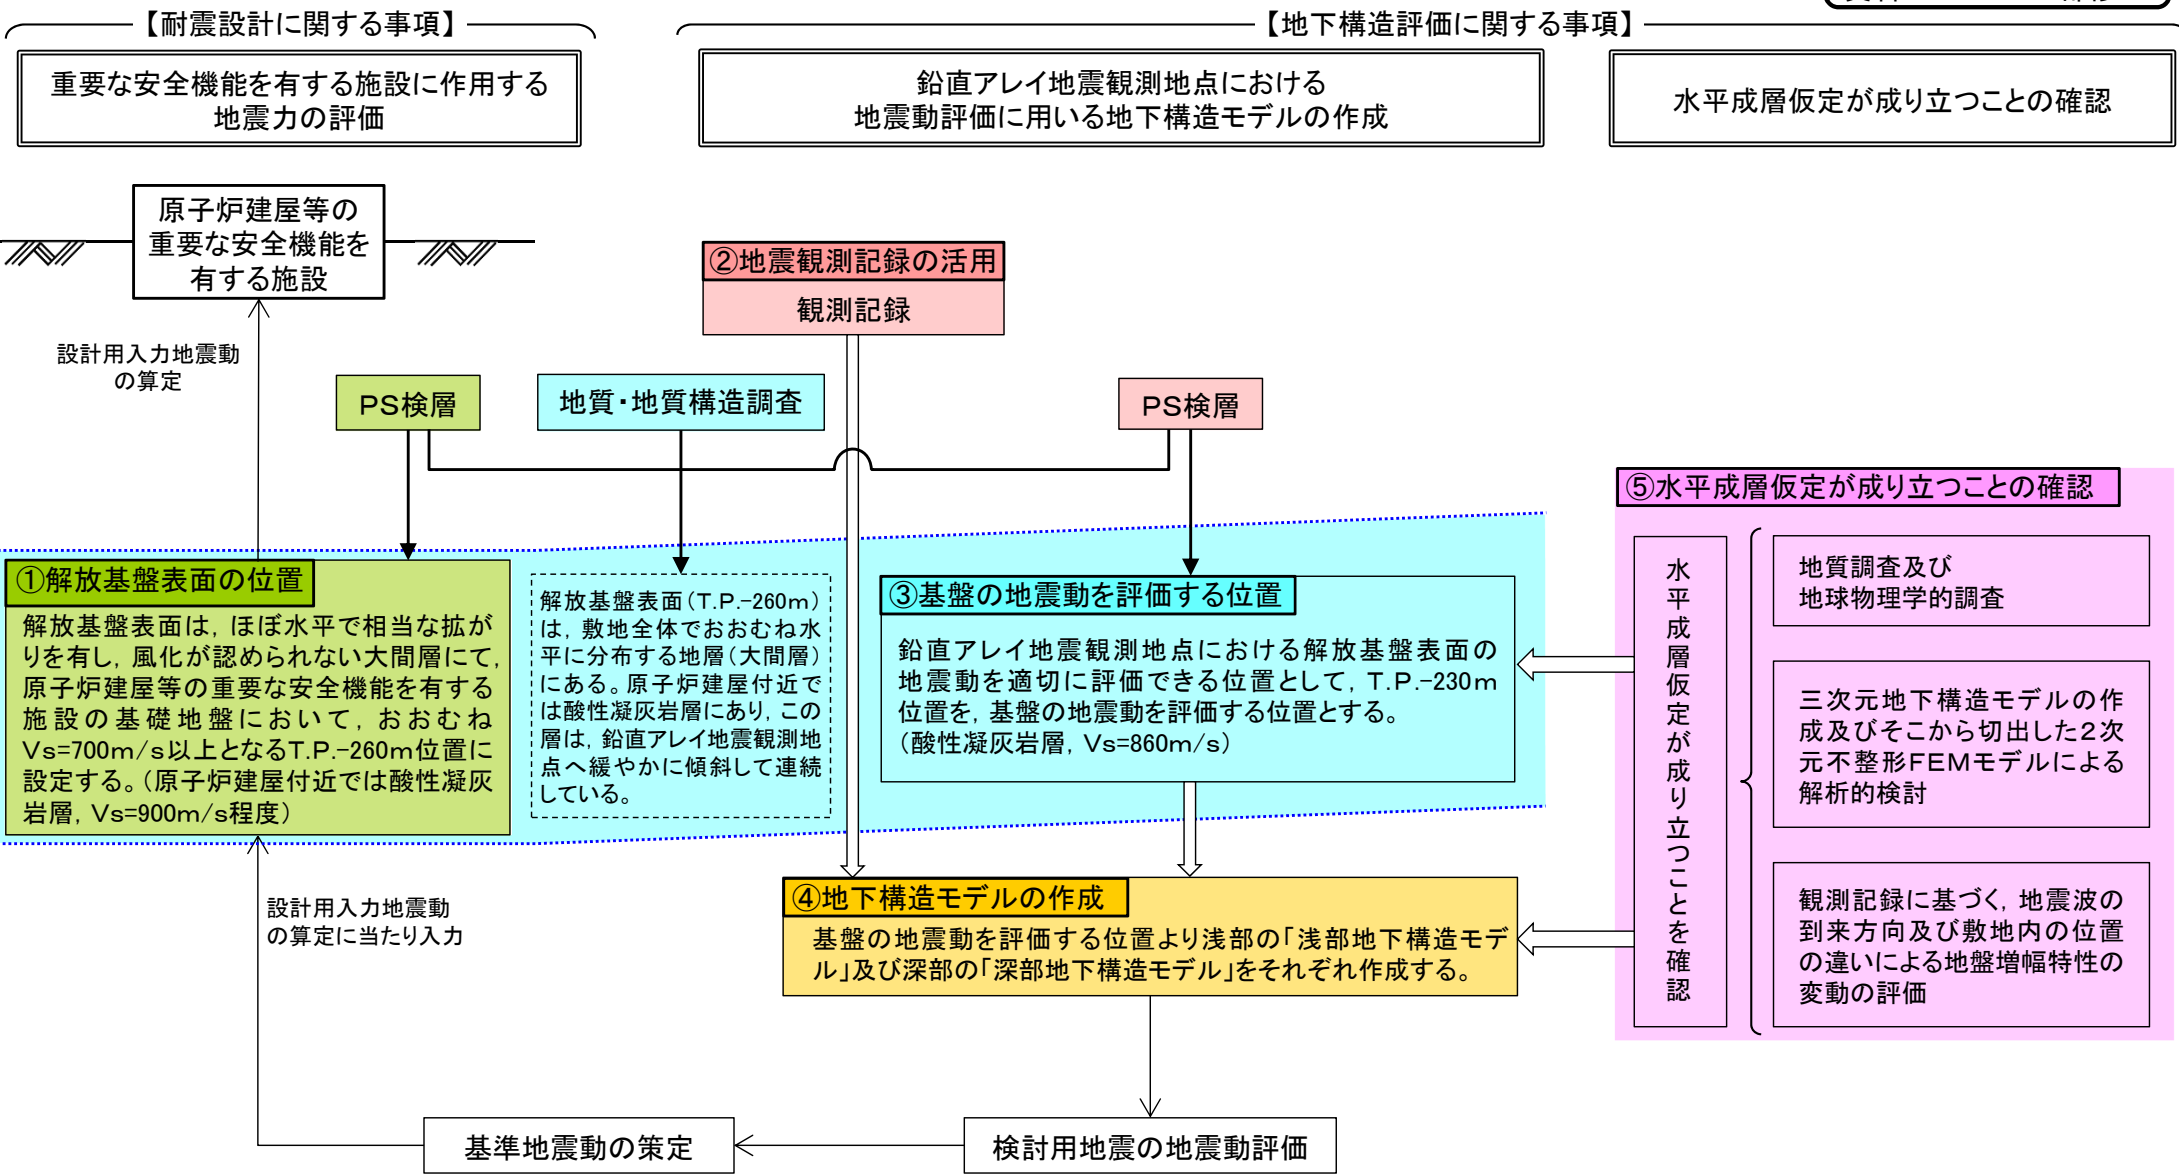 【耐震設計に関する事項】
【地下構造評価に関する事項】
重要な安全機能を有する施設に作用する
地震力の評価
鉛直アレイ地震観測地点における
地震動評価に用いる地下構造モデルの作成
水平成層仮定が成り立つことの確認
原子炉建屋等の
重要な安全機能を
有する施設
②地震観測記録の活用
観測記録
設計用入力地震動
の算定
PS検層
地質・地質構造調査
PS検層
①解放基盤表面の位置
解放基盤表面は，ほぼ水平で相当な拡が
りを有し，風化が認められない大間層にて，
原子炉建屋等の重要な安全機能を有する
施設の基礎地盤において，おおむね
Vs=700m/s以上となるT.P.-260m位置に
設定する。（原子炉建屋付近では酸性凝灰
岩層，Vs=900m/s程度）
解放基盤表面（T.P.-260m）
は，敷地全体でおおむね水
平に分布する地層（大間層）
にある。原子炉建屋付近で
は酸性凝灰岩層にあり，この
層は，鉛直アレイ地震観測地
点へ緩やかに傾斜して連続
している。
③基盤の地震動を評価する位置
鉛直アレイ地震観測地点における解放基盤表面の
地震動を適切に評価できる位置として，T.P.-230m
位置を，基盤の地震動を評価する位置とする。
（酸性凝灰岩層，Vs=860m/s）
⑤水平成層仮定が成り立つことの確認
水平成層仮定が成り立つことを確認
地質調査及び
地球物理学的調査
三次元地下構造モデルの作
成及びそこから切出した２次
元不整形FEMモデルによる
解析的検討
観測記録に基づく，地震波の
到来方向及び敷地内の位置
の違いによる地盤増幅特性の
変動の評価
④地下構造モデルの作成
基盤の地震動を評価する位置より浅部の「浅部地下構造モデ
ル」及び深部の「深部地下構造モデル」をそれぞれ作成する。
設計用入力地震動
の算定に当たり入力
基準地震動の策定
検討用地震の地震動評価